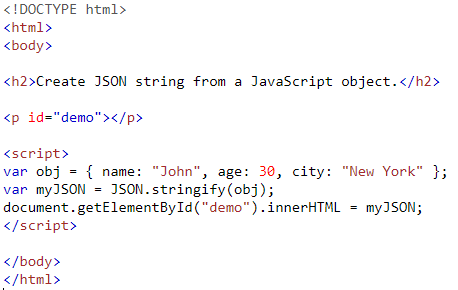 <!DOCTYPE html>
<html>
<body>
<h2>Create JSON string from a JavaScript object.</h2>
<p id="demo"></p>
<script>
var obj = { name: "John", age: 30, city: "New York" };
var myJSON = JSON.stringify(obj);
document.getElementById("demo").innerHTML = myJSON;
</script>
</body>
</html>